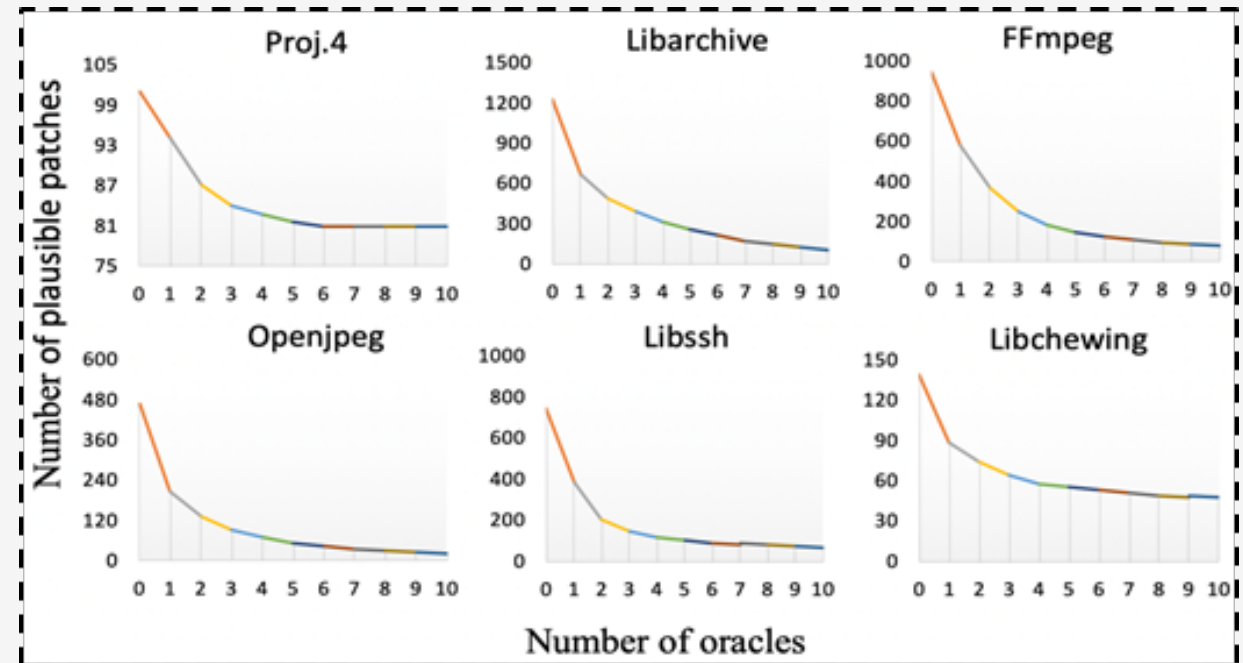 Number of plausible patches
Proj.4
105
99
93
87
81
75
0 1 2 3 4 5 6 7 8 9 10
Libarchive
1500
1200
900
600
300
0
0 1 2 3 4 5 6 7 8 9 10
FFmpeg
1000
800
600
400
200
0
0 1 2 3 4 5 6 7 8 9 10
Openjpeg
600
480
360
240
120
0
0 1 2 3 4 5 6 7 8 9 10
Libssh
1000
800
600
400
200
0
0 1 2 3 4 5 6 7 8 9 10
Libchewing
150
120
90
60
30
0
0 1 2 3 4 5 6 7 8 9 10
Number of oracles